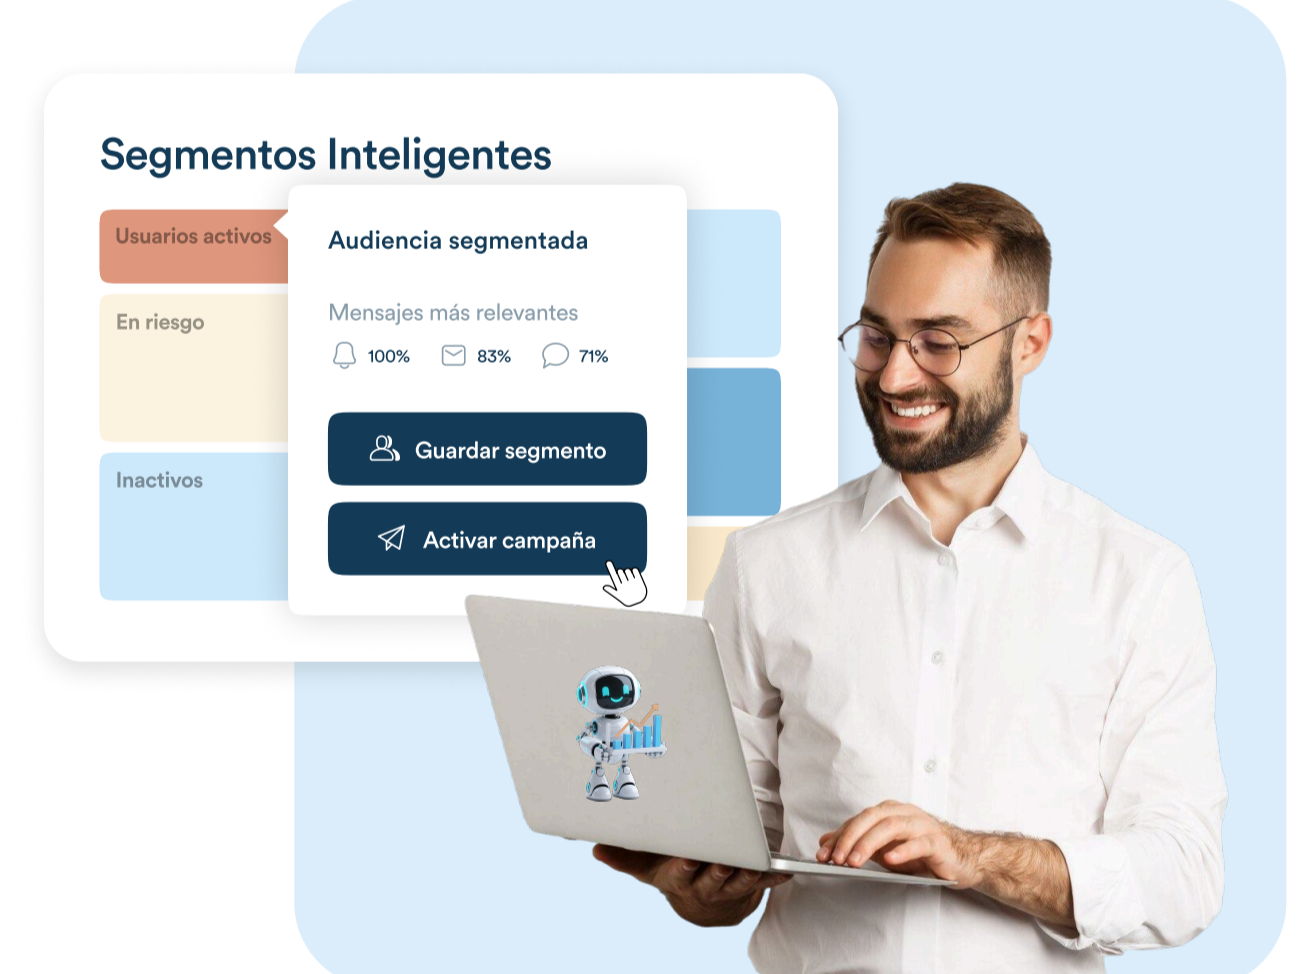 Segmentos Inteligentes
Usuarios activos
En riesgo
Inactivos
Audiencia segmentada
Mensajes más relevantes
100% 83% 71%
Guardar segmento
Activar campaña